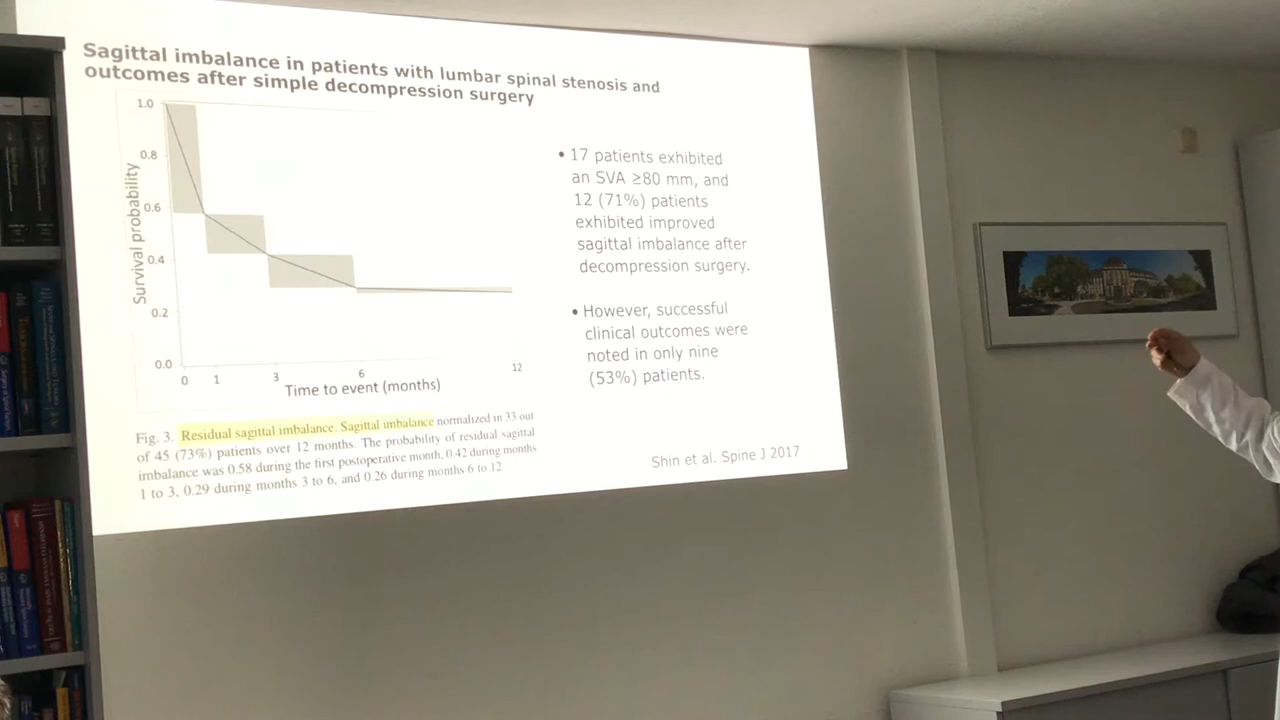 Sagittal imbalance in patients with lumbar spinal stenosis and
outcomes after simple decompression surgery
1.0
0.8
0.6
0.4
0.2
0.0
Survival probability
0 1 3 6 12
Time to event (months)
Fig. 3. Residual sagittal imbalance. Sagittal imbalance normalized in 33 out
of 45 (73%) patients over 12 months. The probability of residual sagittal
imbalance was 0.58 during the first postoperative month, 0.42 during months
1 to 3, 0.29 during months 3 to 6, and 0.26 during months 6 to 12.
• 17 patients exhibited
an SVA ≥80 mm, and
12 (71%) patients
exhibited improved
sagittal imbalance after
decompression surgery.
• However, successful
clinical outcomes were
noted in only nine
(53%) patients.
Shin et al. Spine J 2017